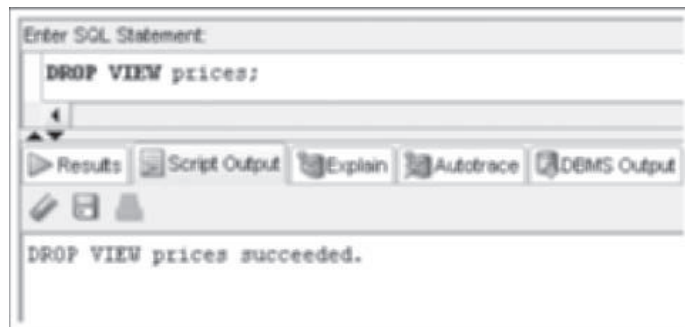 Enter SQL Statement:
DROP VIEW prices;
Results Script Output Explain Autotrace DBMS Output
DROP VIEW prices succeeded.